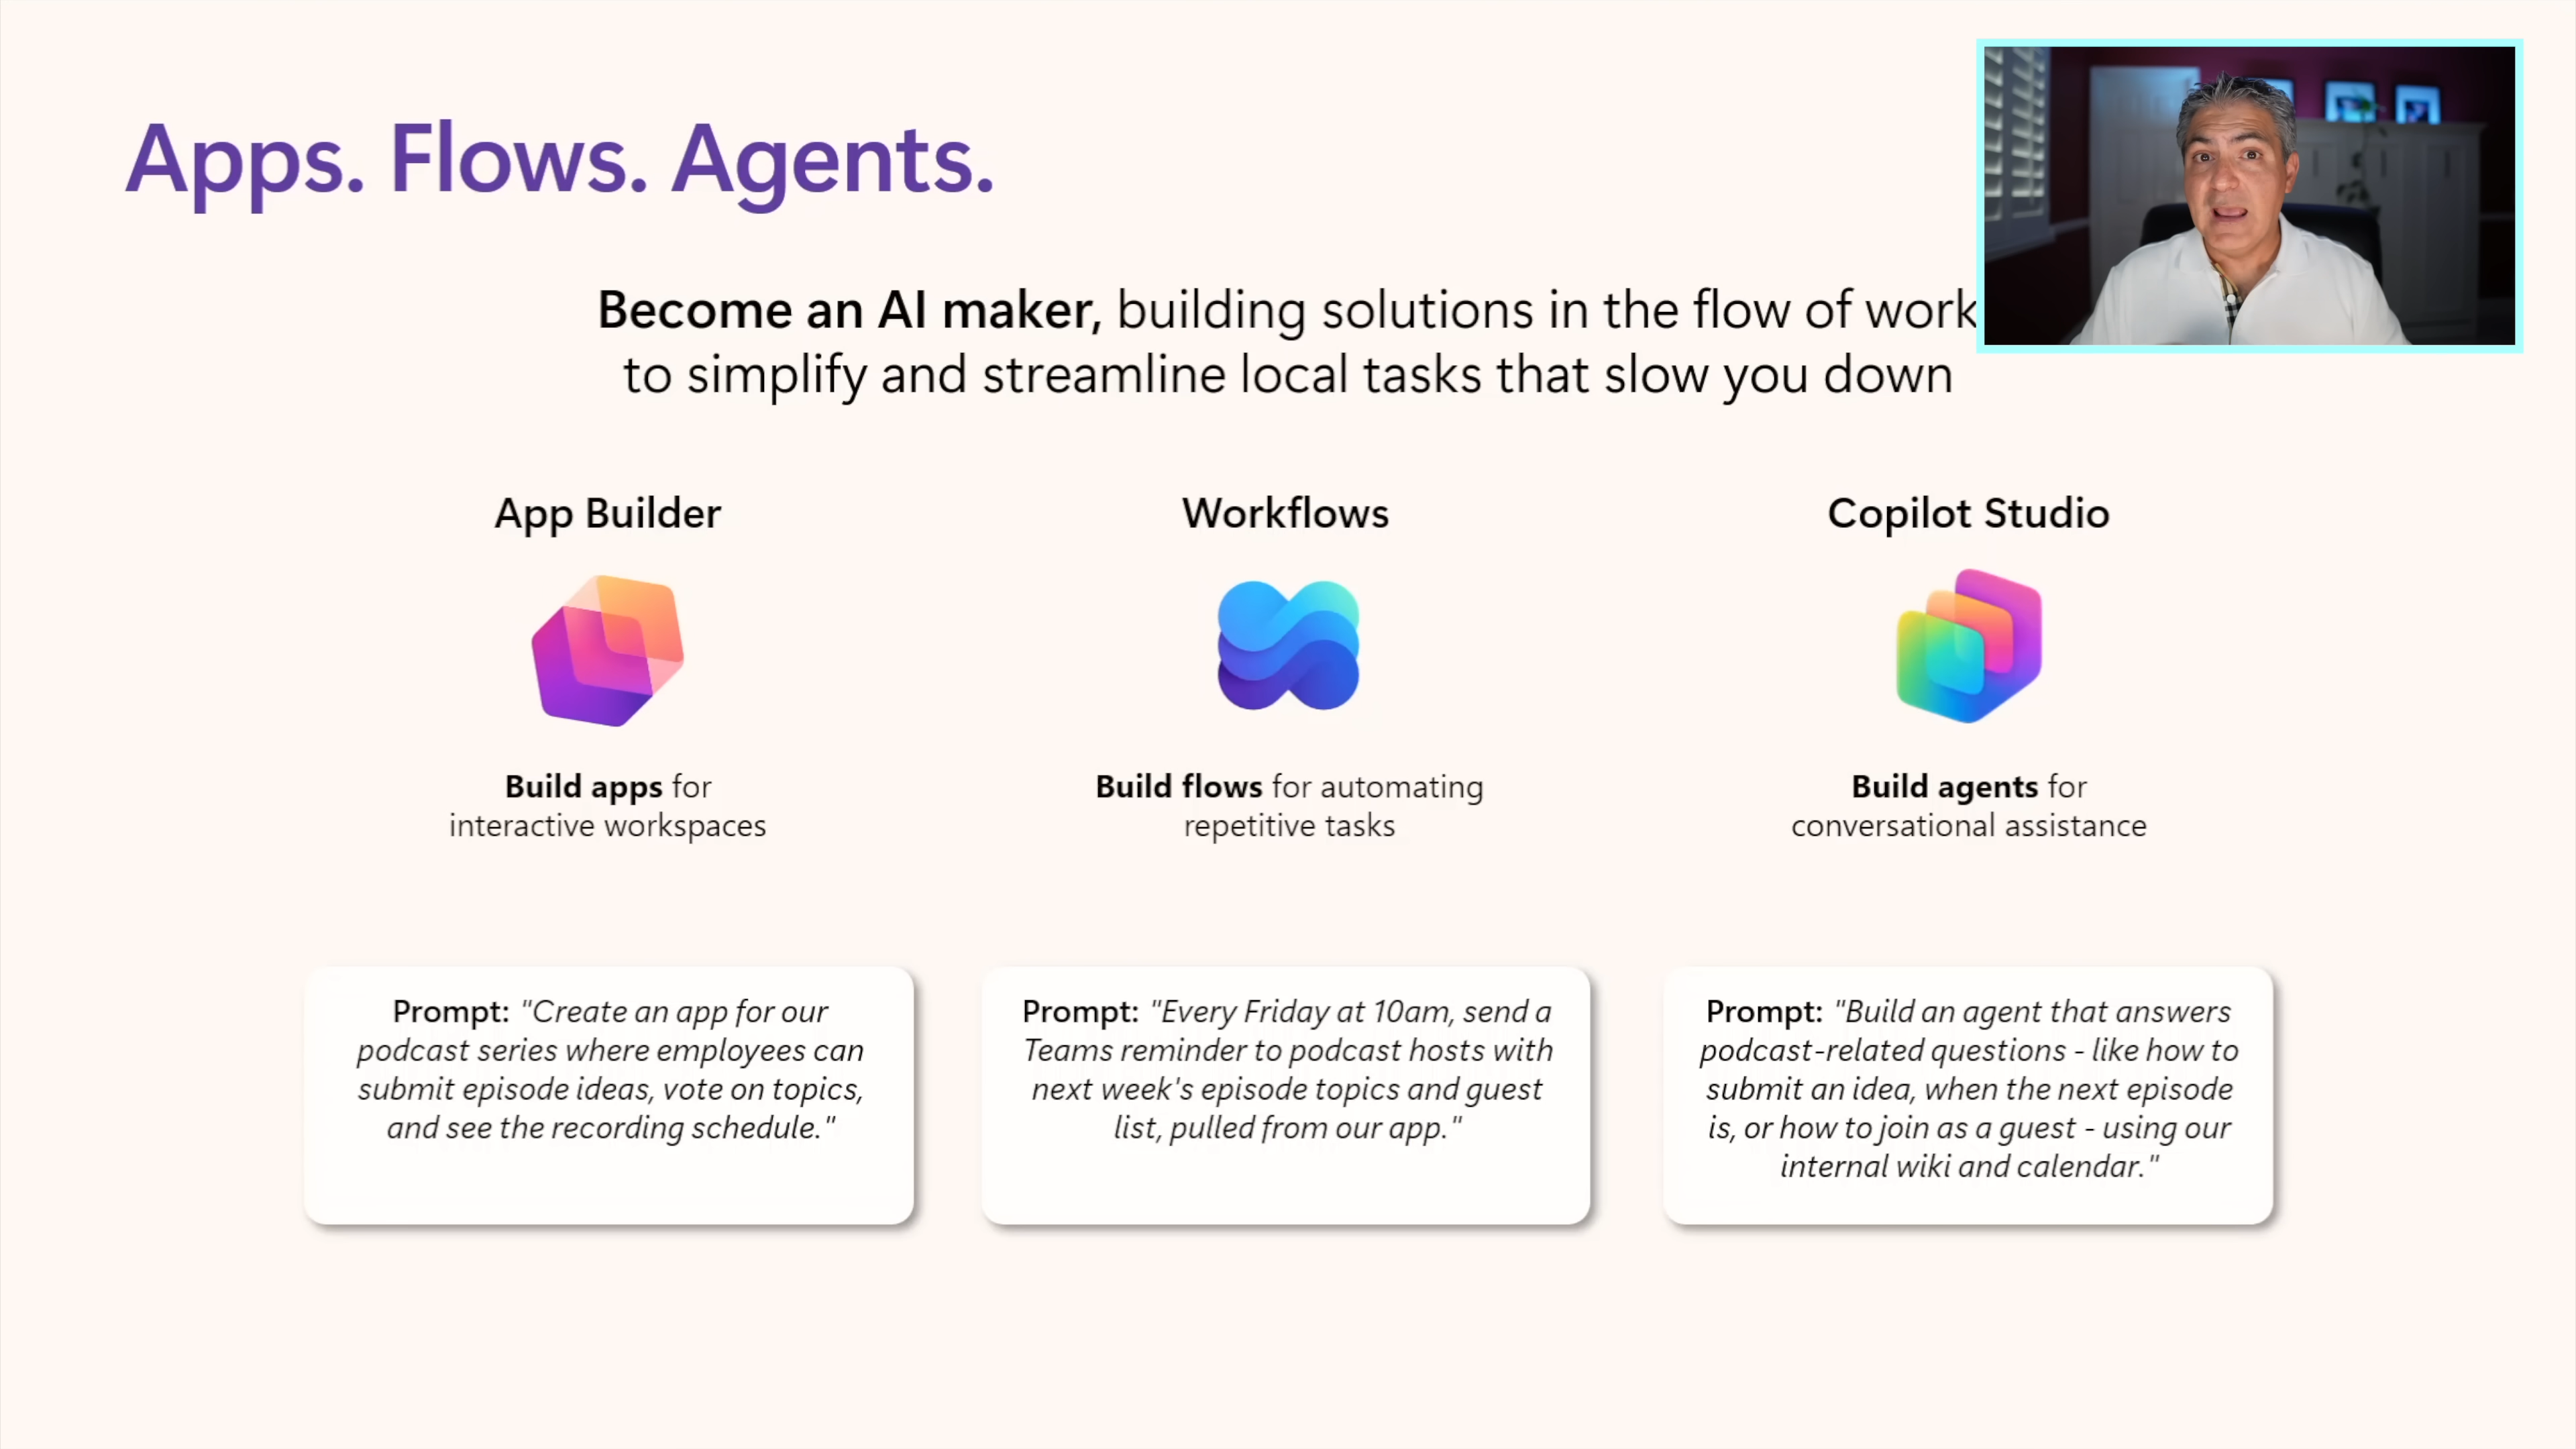 Apps. Flows. Agents.
Become an AI maker, building solutions in the flow of work
to simplify and streamline local tasks that slow you down
App Builder
Build apps for
interactive workspaces
Prompt: "Create an app for our
podcast series where employees can
submit episode ideas, vote on topics,
and see the recording schedule."
Workflows
Build flows for automating
repetitive tasks
Prompt: "Every Friday at 10am, send a
Teams reminder to podcast hosts with
next week's episode topics and guest
list, pulled from our app."
Copilot Studio
Build agents for
conversational assistance
Prompt: "Build an agent that answers
podcast-related questions - like how to
submit an idea, when the next episode
is, or how to join as a guest - using our
internal wiki and calendar."